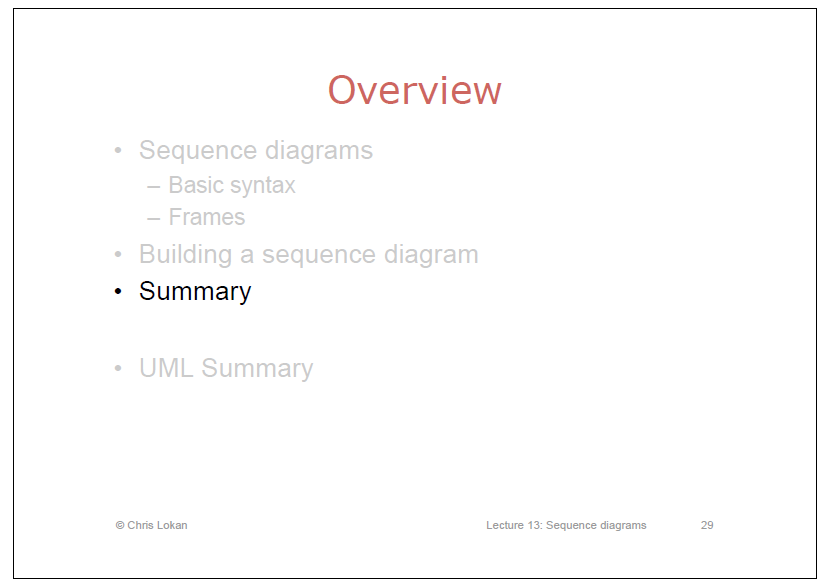 Overview
• Sequence diagrams
– Basic syntax
– Frames
• Building a sequence diagram
• Summary
• UML Summary
© Chris Lokan Lecture 13: Sequence diagrams 29